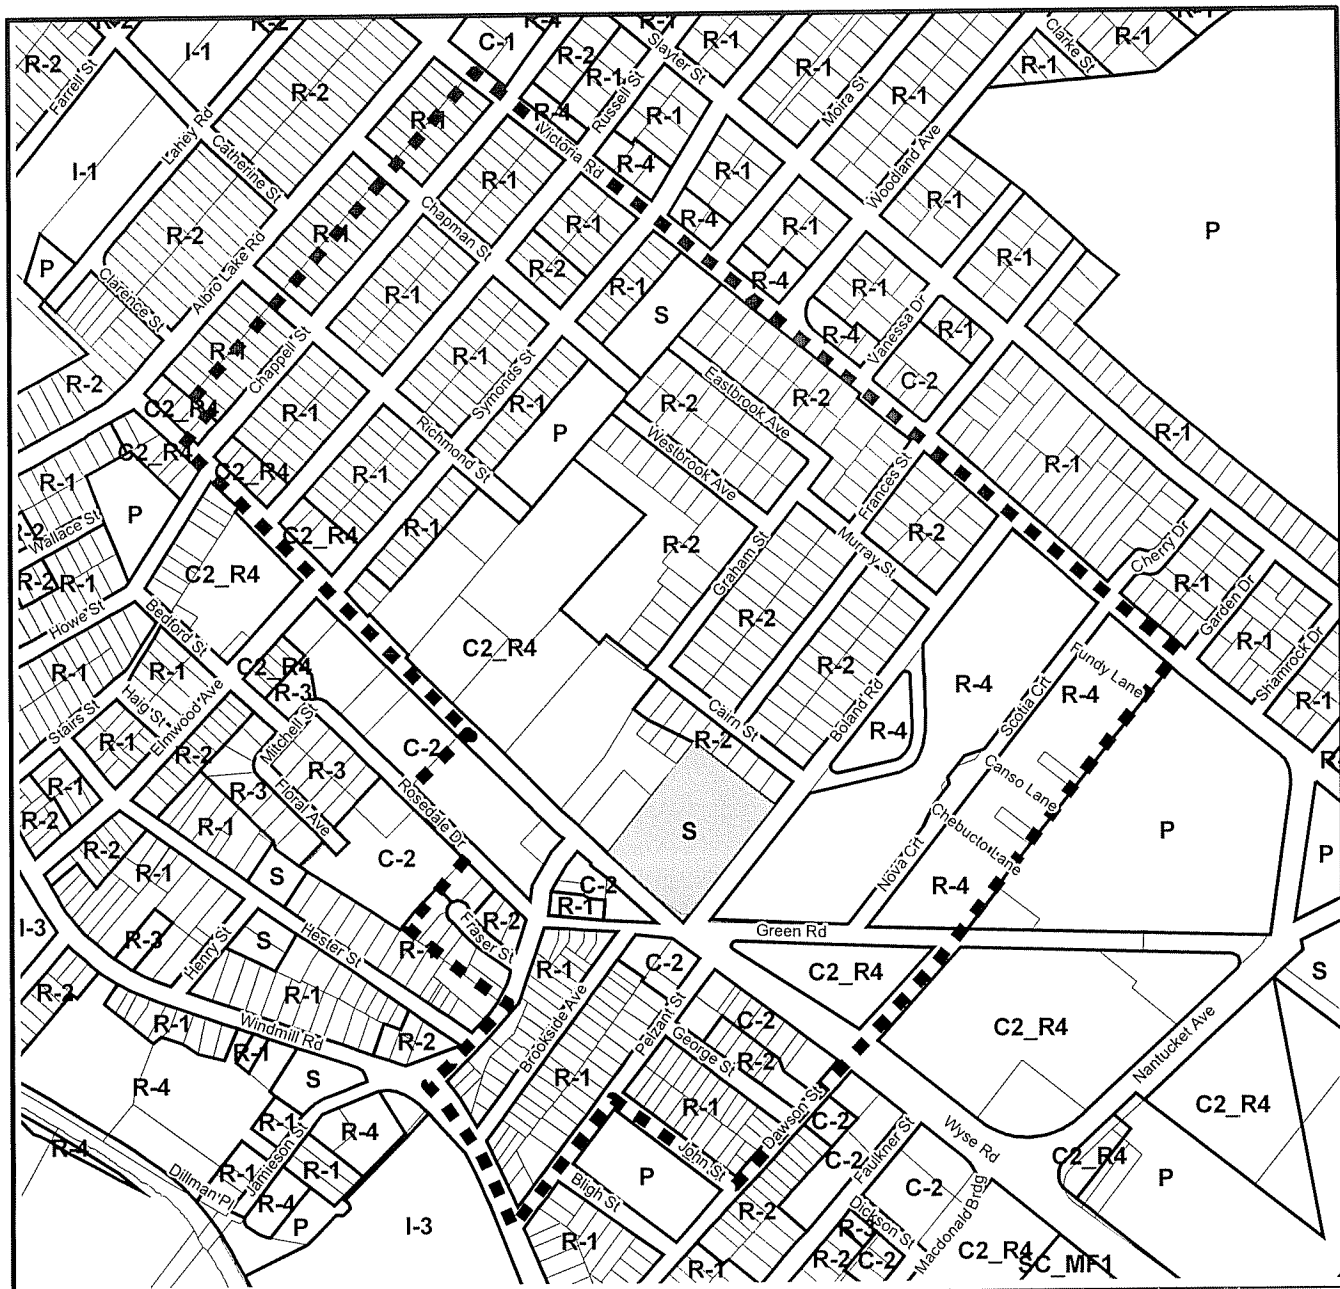 R-2
I-1
R-2
C-1
R-4
R-2
R-1
Slayter St
R-1
R-1
Clarke St
R-1
R-1
R-1
R-2
Farrell St
R-2
R-1
R-4
Russell St
R-1
R-1
Moira St
R-1
Lahey Rd
Catherine St
Victoria Rd
R-4
I-1
R-1
R-1
Woodland Ave
R-1
R-4
R-1
P
R-2
R-1
Chapman St
R-1
P
Clarence St
Albro Lake Rd
R-1
R-2
R-1
R-4
R-1
R-1
S
R-4
Vanessa Dr
R-1
R-1
Chappell St
R-1
Symonds St
R-2
C2_R4
R-1
R-1
Eastbrook Ave
R-2
R-2
C-2
R-1
C2_R4
Richmond St
P
Westbrook Ave
Frances St
R-1
R-1
C2_R4
R-1
Wallace St
P
R-2
C2_R4
R-1
R-2
Graham St
Murray St
R-2
Cherry Dr
R-1
R-2
R-1
C2_R4
Garden Dr
Howe St
Bedford St
R-2
R-1
Shamrock Dr
R-1
R-1
C2_R4
R-3
C2_R4
R-2
R-4
Fundy Lane
R-4
Scotia Crt
R-1
Haig St
Elmwood Ave
Stairs St
R-1
R-2
Mitchell St
C-2
Cairn St
R-2
Boland Rd
R-4
R-1
R-3
R-3
Floral Ave
Rosedale Dr
Canso Lane
R-2
R-1
C-2
S
Chebucto Lane
P
P
R-2
R-1
S
Nova Crt
R-4
I-3
R-3
Henry St
S
Hester St
R-2
Fraser St
C-2
R-1
Green Rd
R-2
R-1
R-1
C-2
C2_R4
S
R-1
Windmill Rd
R-2
Brookside Ave
Pelzant St
C-2
C2_R4
Nantucket Ave
R-1
S
R-1
George St
R-2
R-4
R-1
Dawson St
C-2
Faulkner St
Wyse Rd
C2_R4
R-4
R-1
R-4
Jamieson St
John St
C-2
C2_R4
Dillman Pl
R-1
R-1
R-4
P
I-3
Bligh St
P
R-2
C-2
P
R-1
R-1
Dickson St
R-3
R-2
C-2
Macdonald Brdg
C2_R4
SC_MF1